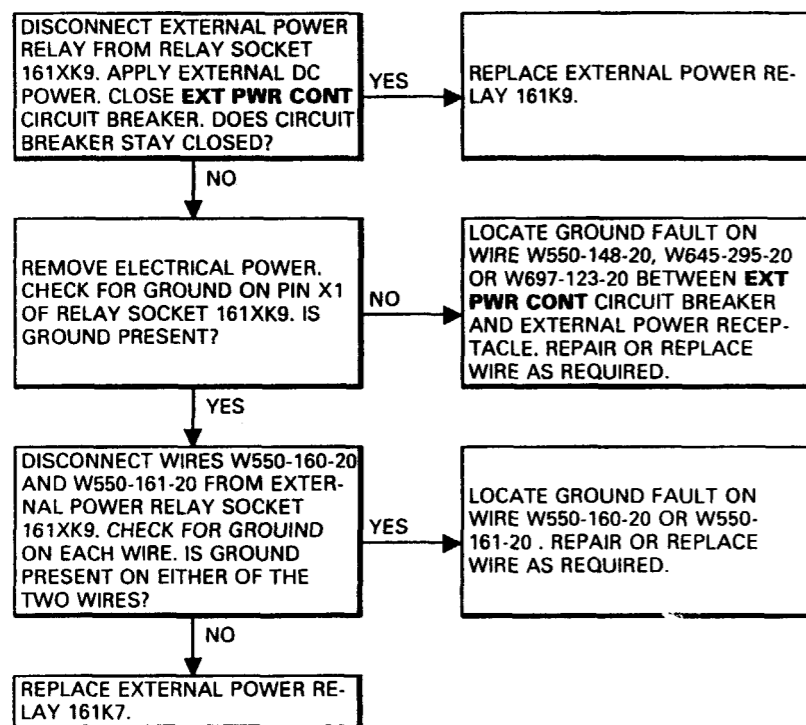 DISCONNECT EXTERNAL POWER
RELAY FROM RELAY SOCKET
161XK9. APPLY EXTERNAL DC
POWER. CLOSE EXT PWR CONT
CIRCUIT BREAKER. DOES CIRCUIT
BREAKER STAY CLOSED?
YES
REPLACE EXTERNAL POWER RE-
LAY 161K9.
NO
REMOVE ELECTRICAL POWER.
CHECK FOR GROUND ON PIN X1
OF RELAY SOCKET 161XK9. IS
GROUND PRESENT?
NO
LOCATE GROUND FAULT ON
WIRE W550-148-20, W645-295-20
OR W697-123-20 BETWEEN EXT
PWR CONT CIRCUIT BREAKER
AND EXTERNAL POWER RECEP-
TACLE. REPAIR OR REPLACE
WIRE AS REQUIRED.
YES
DISCONNECT WIRES W550-160-20
AND W550-161-20 FROM EXTER-
NAL POWER RELAY SOCKET
161XK9. CHECK FOR GROUIND
ON EACH WIRE. IS GROUND
PRESENT ON EITHER OF THE
TWO WIRES?
YES
LOCATE GROUND FAULT ON
WIRE W550-160-20 OR W550-
161-20 . REPAIR OR REPLACE
WIRE AS REQUIRED.
NO
REPLACE EXTERNAL POWER RE-
LAY 161K7.